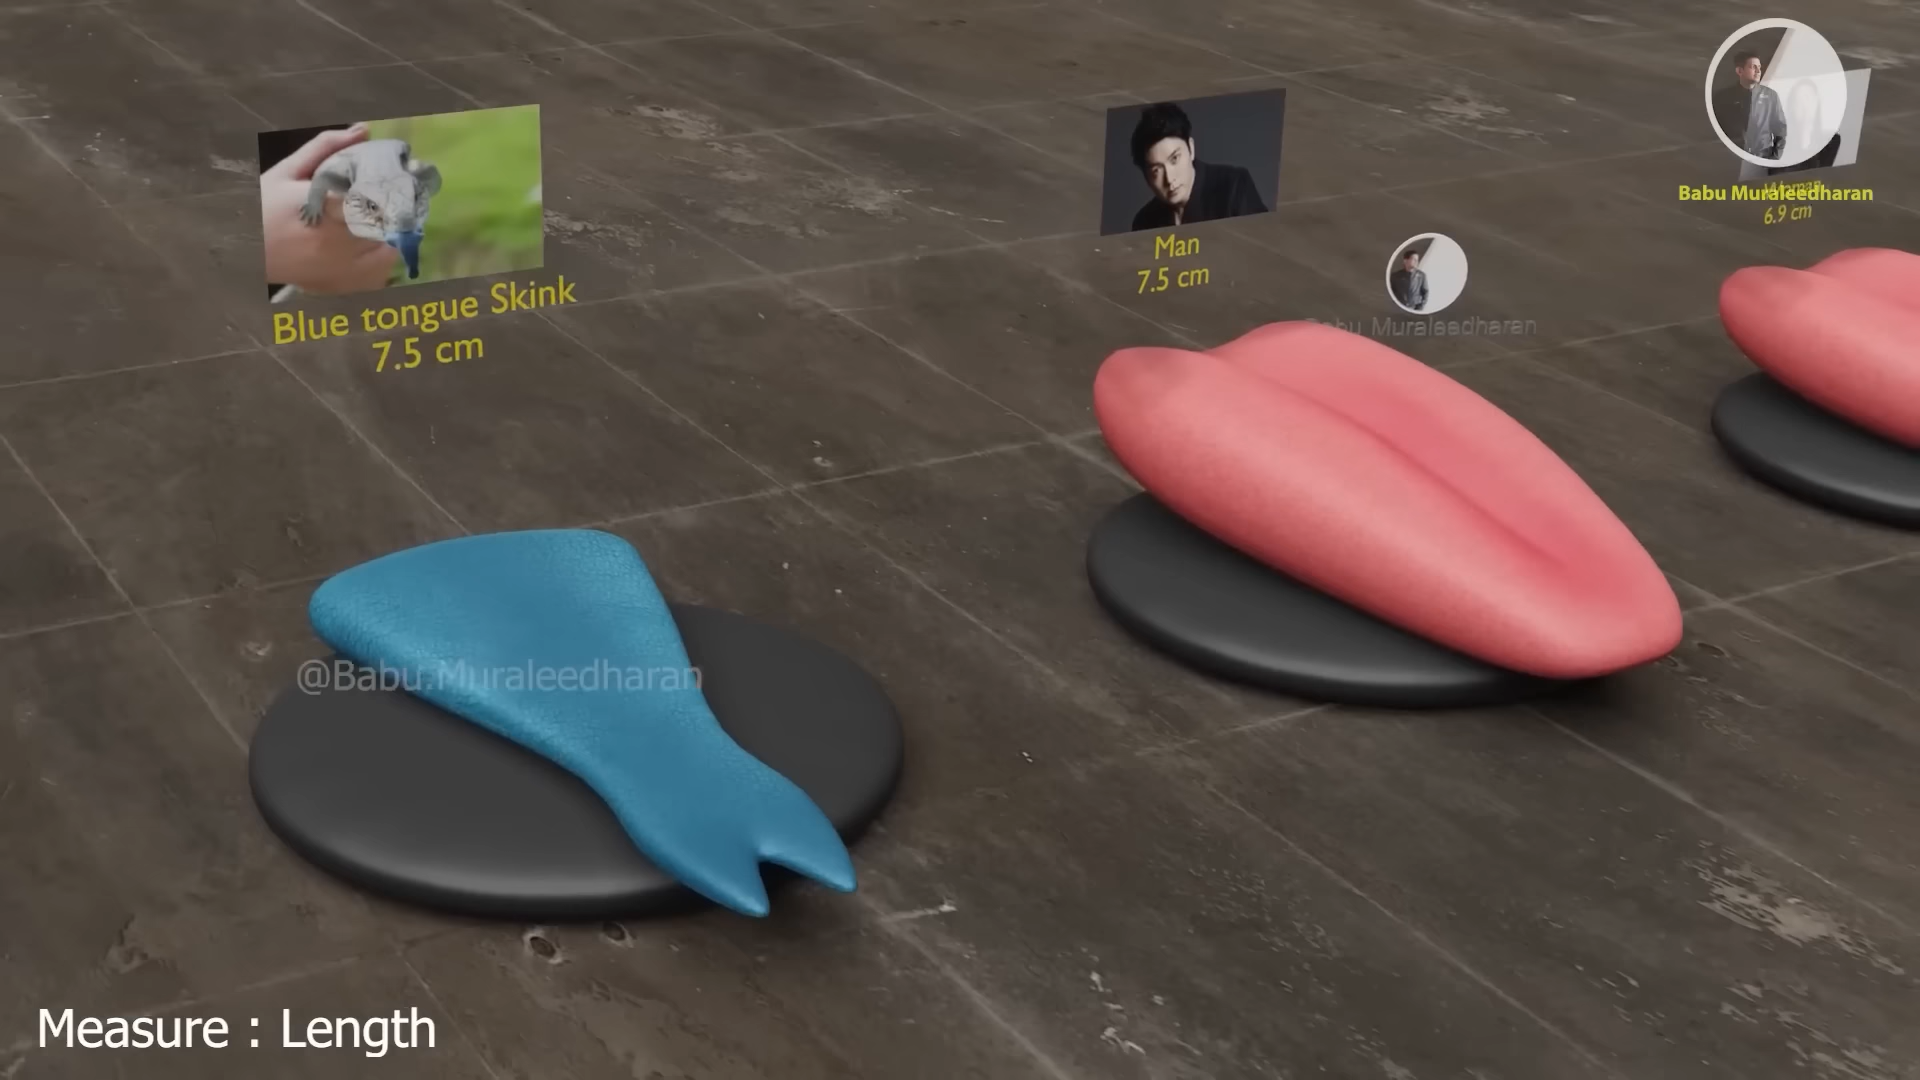 Blue tongue Skink
7.5 cm
Man
7.5 cm
Babu Muraleedharan
Woman
Babu Muraleedharan
6.9 cm
@Babu.Muraleedharan
Measure : Length